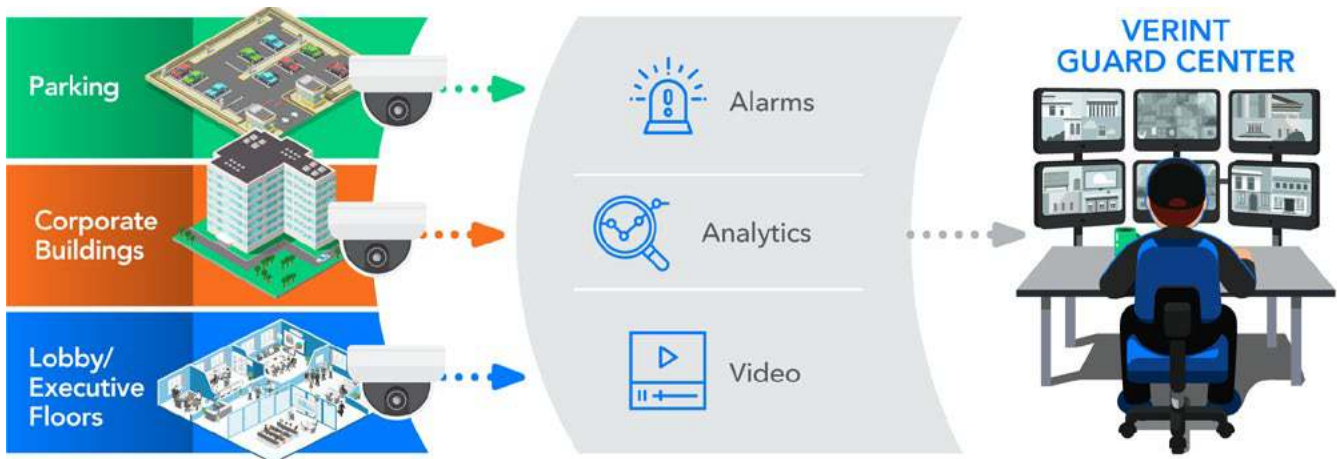 Parking
Corporate
Buildings
Lobby/
Executive
Floors
Alarms
Analytics
Video
VERINT
GUARD CENTER